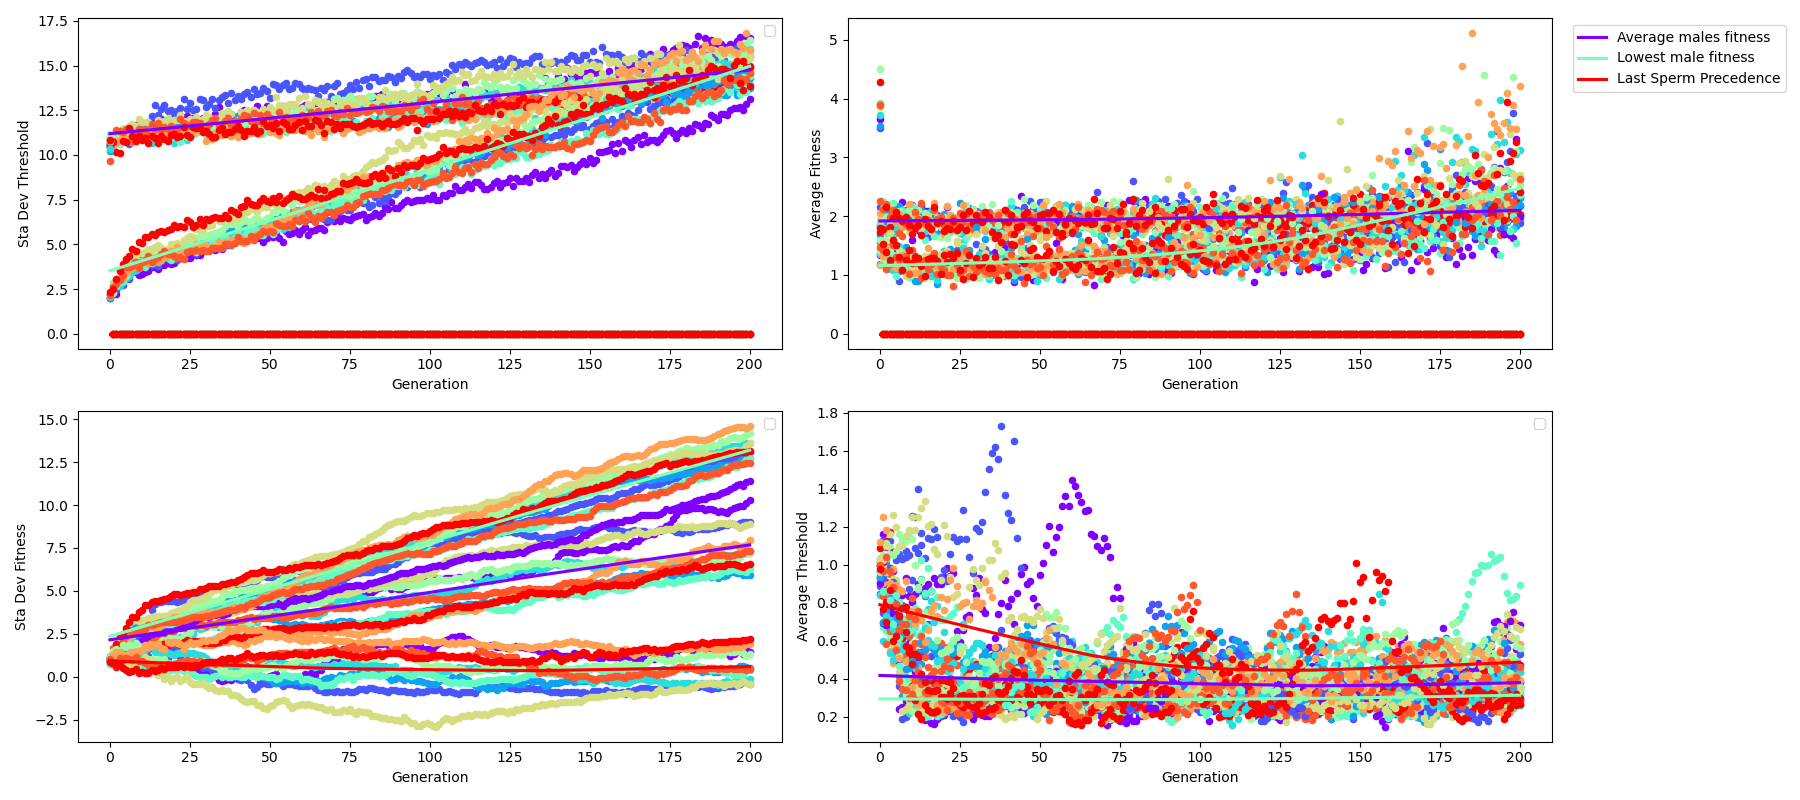 17.5
15.0
12.5
10.0
7.5
5.0
2.5
0.0
Sta Dev Threshold
0 25 50 75 100 125 150 175 200
Generation
5
4
3
2
1
0
Average Fitness
0 25 50 75 100 125 150 175 200
Generation
Average males fitness
Lowest male fitness
Last Sperm Precedence
15.0
12.5
10.0
7.5
5.0
2.5
0.0
−2.5
Sta Dev Fitness
0 25 50 75 100 125 150 175 200
Generation
1.8
1.6
1.4
1.2
1.0
0.8
0.6
0.4
0.2
Average Threshold
0 25 50 75 100 125 150 175 200
Generation